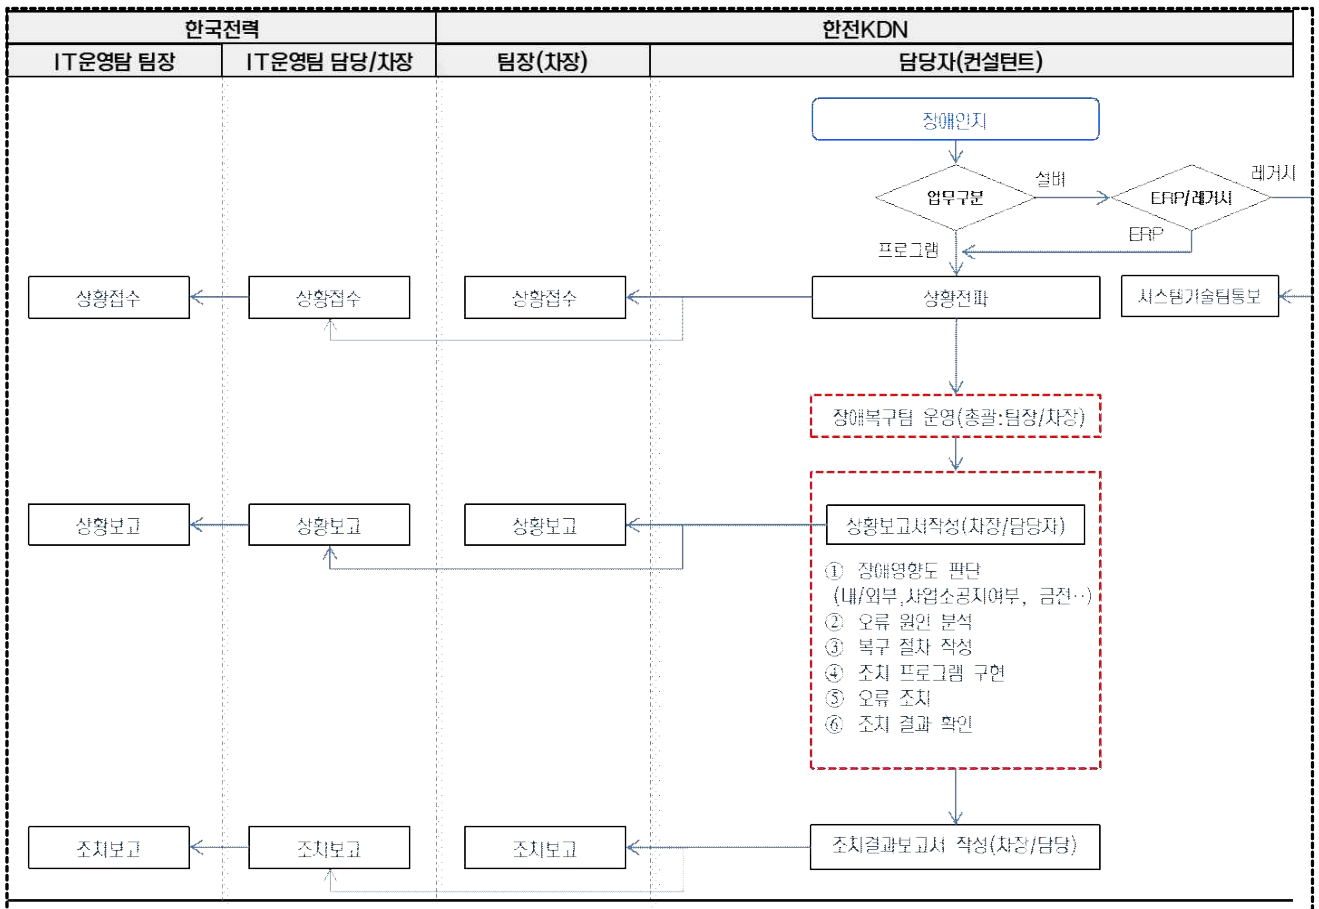 한국전력
한전KDN
IT운영탐 팀장
IT운영팀 담당/차장
팀장(차장)
담당자(컨설턴트)
장애인지
업무구분
설비
ERP/레거시
레거시
ERP
프로그램
상황접수
상황접수
상황접수
상황전파
시스템기술팀통보
장애복구팀 운영(총괄:팀장/차장)
상황보고
상황보고
상황보고
상황보고서작성(차장/담당자)
① 장애영향도 판단
(내/외부,사업소공지여부, 금전··)
② 오류 원인 분석
③ 복구 절차 작성
④ 조치 프로그램 구현
⑤ 오류 조치
⑥ 조치 결과 확인
조치보고
조치보고
조치보고
조치결과보고서 작성(차장/담당)